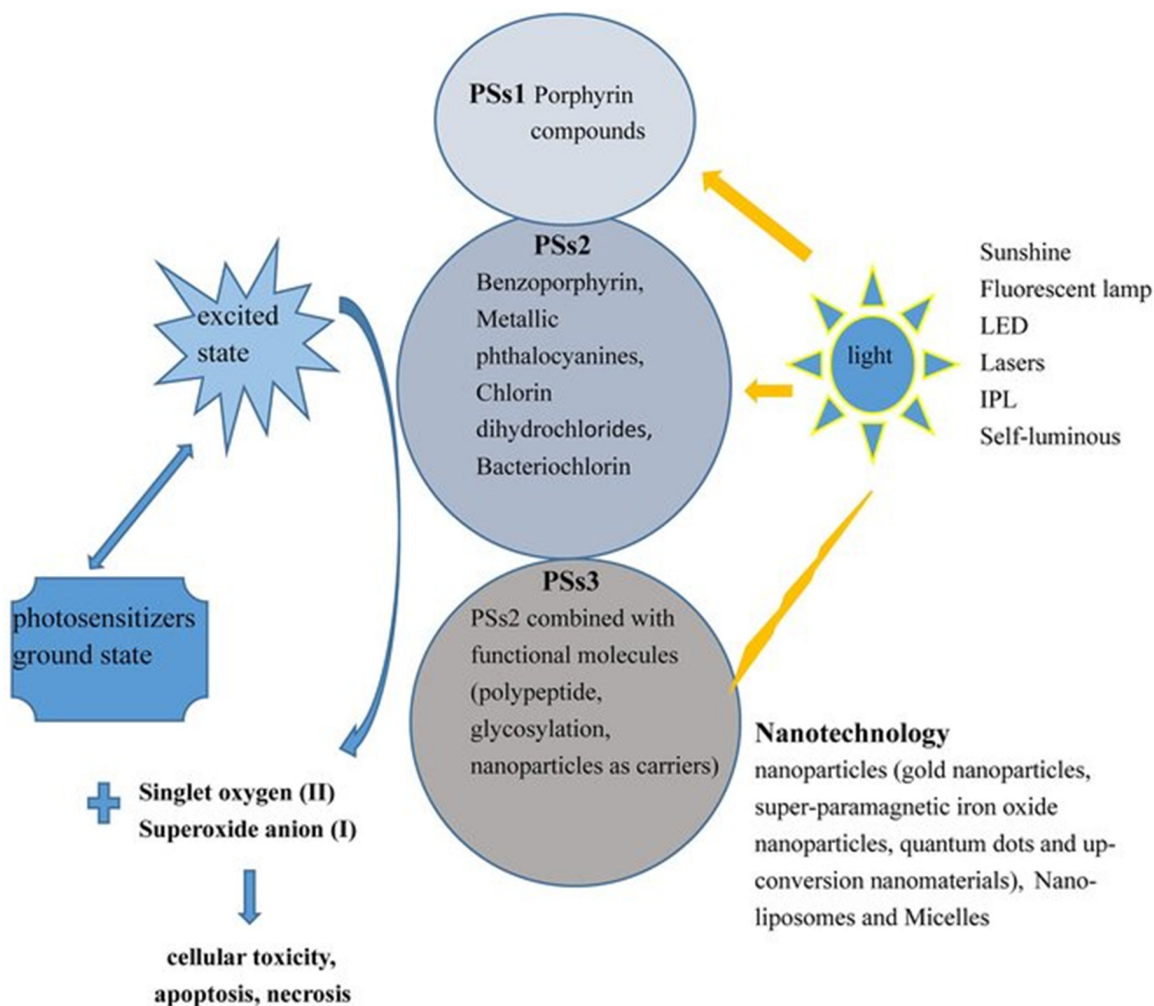 PSs1 Porphyrin
compounds
PSs2
Benzoporphyrin,
Metallic
phthalocyanines,
Chlorin
dihydrochlorides,
Bacteriochlorin
PSs3
PSs2 combined with
functional molecules
(polypeptide,
glycosylation,
nanoparticles as carriers)
excited
state
photosensitizers
ground state
Singlet oxygen (II)
Superoxide anion (I)
cellular toxicity,
apoptosis, necrosis
light
Sunshine
Fluorescent lamp
LED
Lasers
IPL
Self-luminous
Nanotechnology
nanoparticles (gold nanoparticles,
super-paramagnetic iron oxide
nanoparticles, quantum dots and up-
conversion nanomaterials), Nano-
liposomes and Micelles